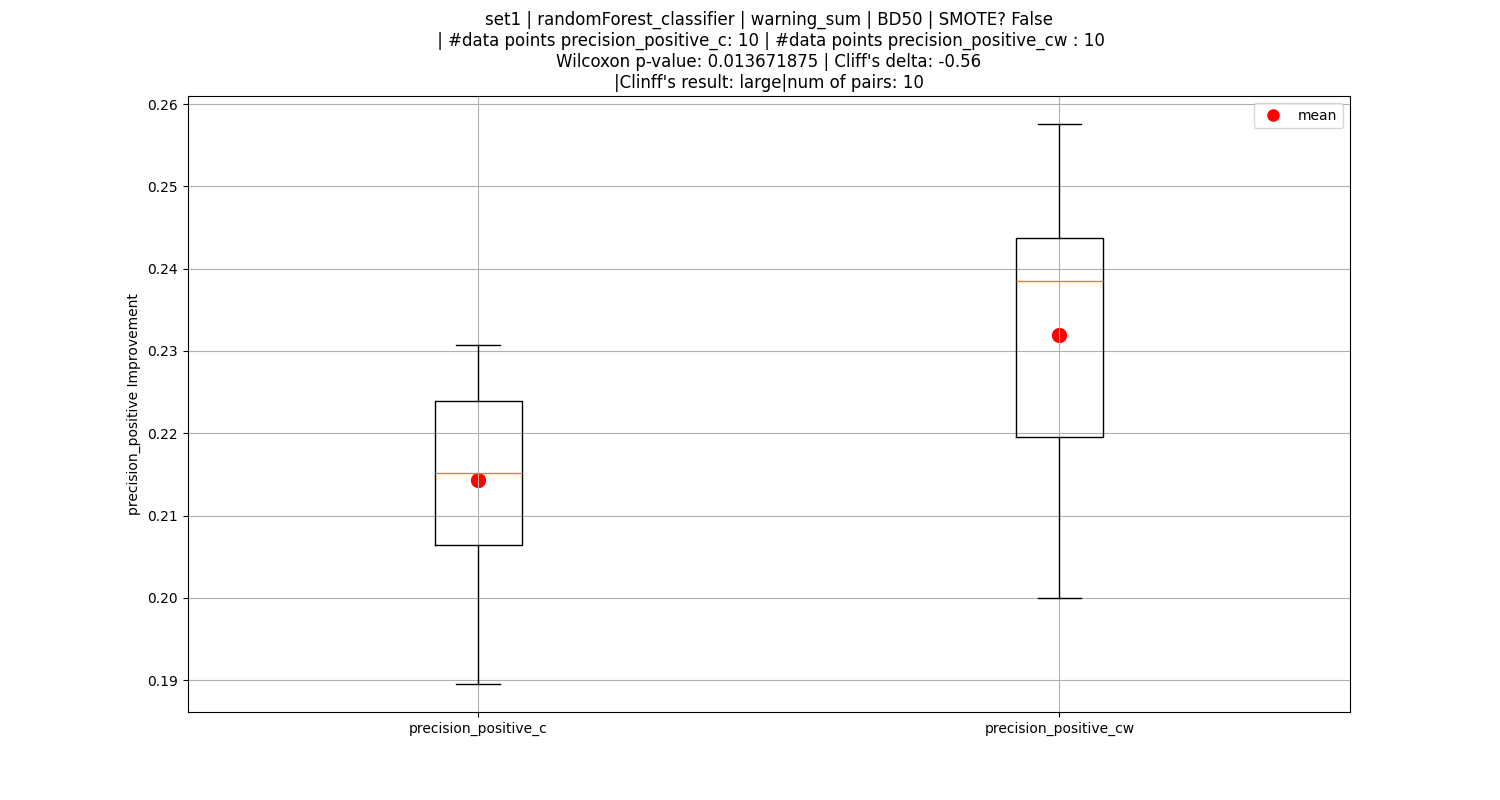 set1 | randomForest_classifier | warning_sum | BD50 | SMOTE? False
| #data points precision_positive_c: 10 | #data points precision_positive_cw : 10
Wilcoxon p-value: 0.013671875 | Cliff's delta: -0.56
|Clinff's result: large|num of pairs: 10
mean
0.26
0.25
0.24
0.23
0.22
0.21
0.20
0.19
precision_positive Improvement
precision_positive_c
precision_positive_cw